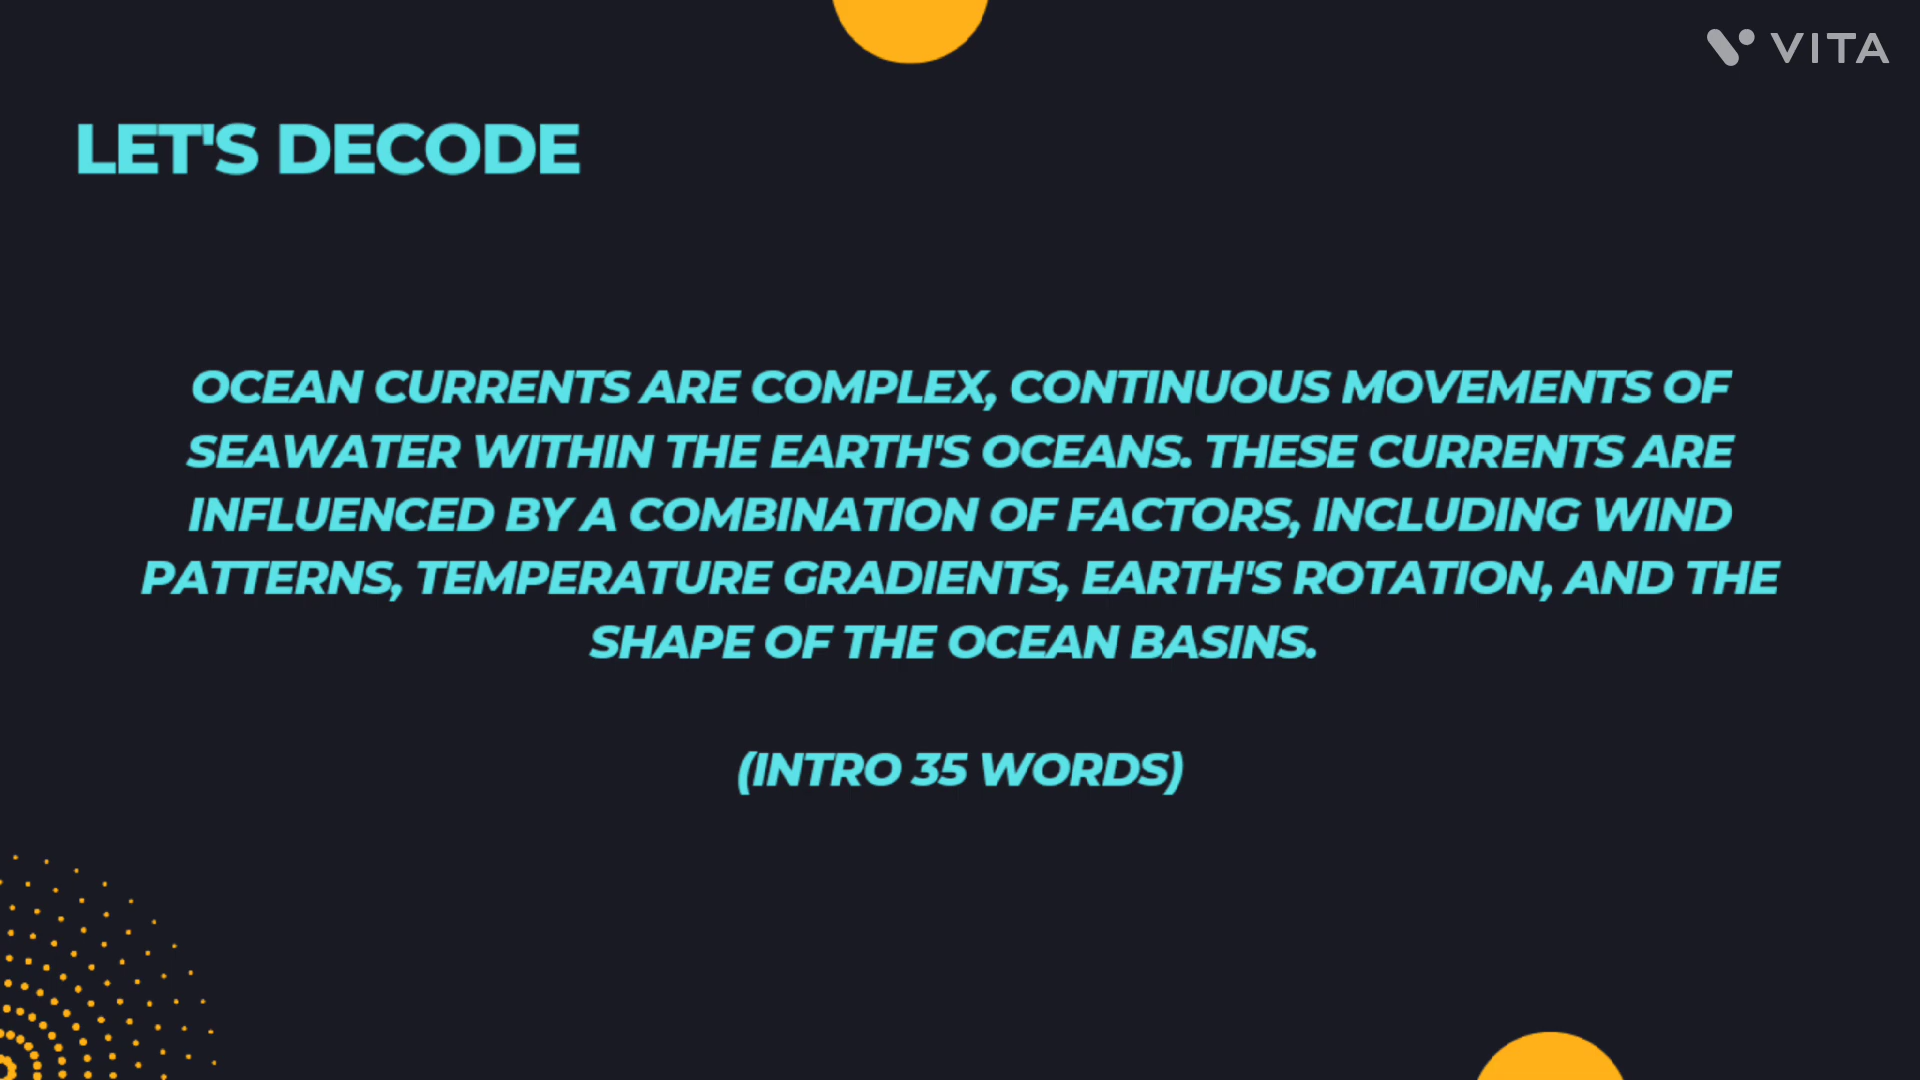 VITA
LET'S DECODE
OCEAN CURRENTS ARE COMPLEX, CONTINUOUS MOVEMENTS OF
SEAWATER WITHIN THE EARTH'S OCEANS. THESE CURRENTS ARE
INFLUENCED BY A COMBINATION OF FACTORS, INCLUDING WIND
PATTERNS, TEMPERATURE GRADIENTS, EARTH'S ROTATION, AND THE
SHAPE OF THE OCEAN BASINS.
(INTRO 35 WORDS)